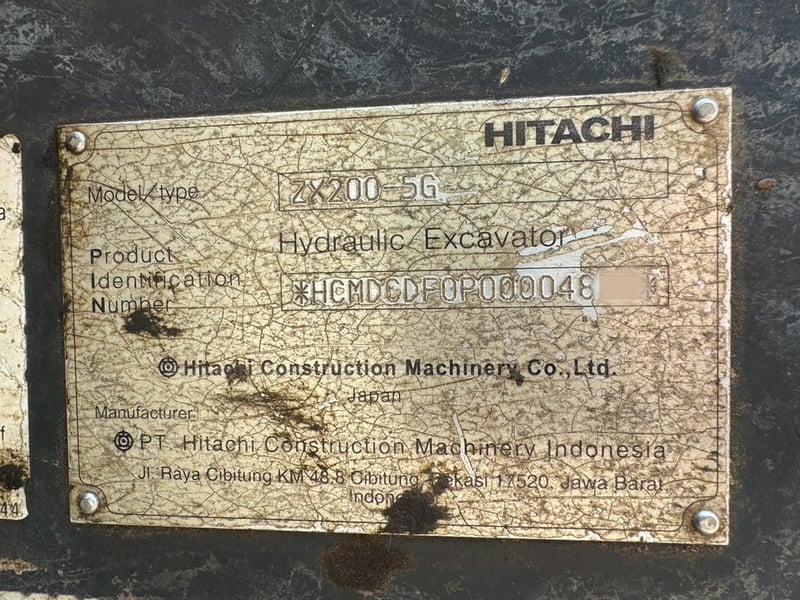 HITACHI
Model/type ZX200-5G
Hydraulic Excavator
Product
Identification
Number *HCMDCDF0P000048
Hitachi Construction Machinery Co.,Ltd.
Japan
Manufacturer
PT Hitachi Construction Machinery Indonesia
Jl. Raya Cibitung KM 48.8 Cibitung, Bekasi 17520, Jawa Barat
a
f
44